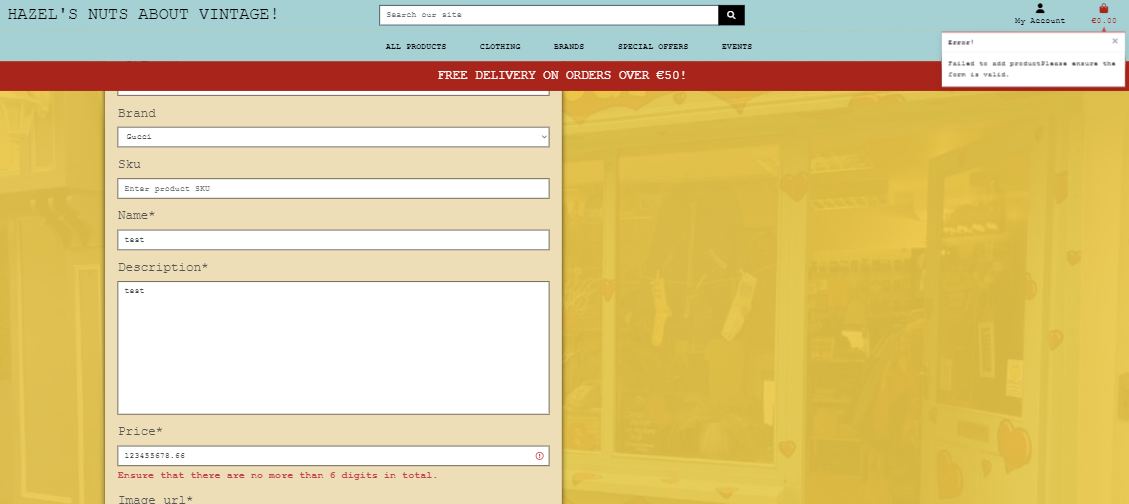 HAZEL'S NUTS ABOUT VINTAGE!
Search our site
My Account
€0.00
ALL PRODUCTS CLOTHING BRANDS SPECIAL OFFERS EVENTS
Error!
×
Failed to add productPlease ensure the
form is valid.
FREE DELIVERY ON ORDERS OVER €50!
Brand
Gucci
Sku
Enter product SKU
Name*
test
Description*
test
Price*
123455678.66
Ensure that there are no more than 6 digits in total.
Image url*